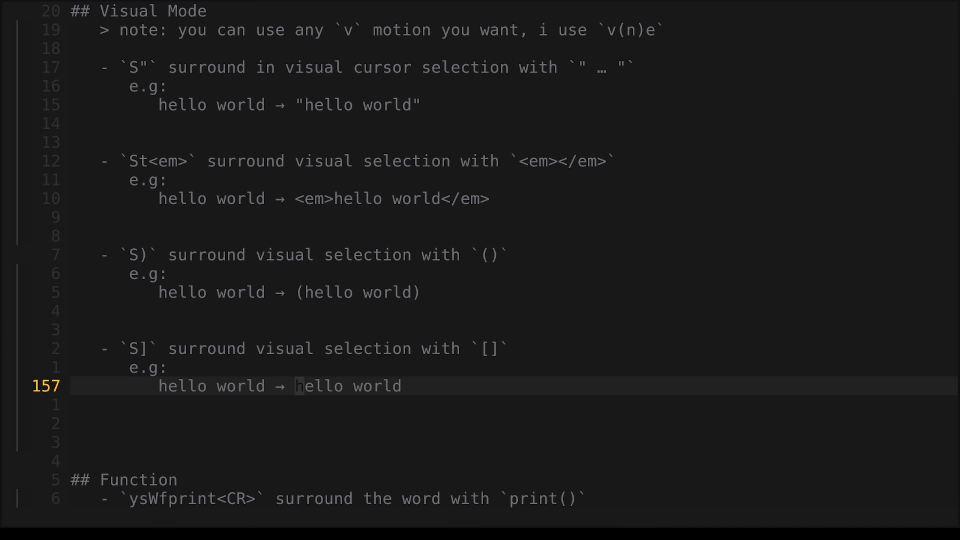 20 ## Visual Mode
19 > note: you can use any `v` motion you want, i use `v(n)e`
18
17 - `S"` surround in visual cursor selection with `" … "`
16 e.g:
15 hello world → "hello world"
14
13
12 - `St<em>` surround visual selection with `<em></em>`
11 e.g:
10 hello world → <em>hello world</em>
9
8
7 - `S)` surround visual selection with `()`
6 e.g:
5 hello world → (hello world)
4
3
2 - `S]` surround visual selection with `[]`
1 e.g:
157 hello world → hello world
1
2
3
4
5 ## Function
6 - `ysWfprint<CR>` surround the word with `print()`